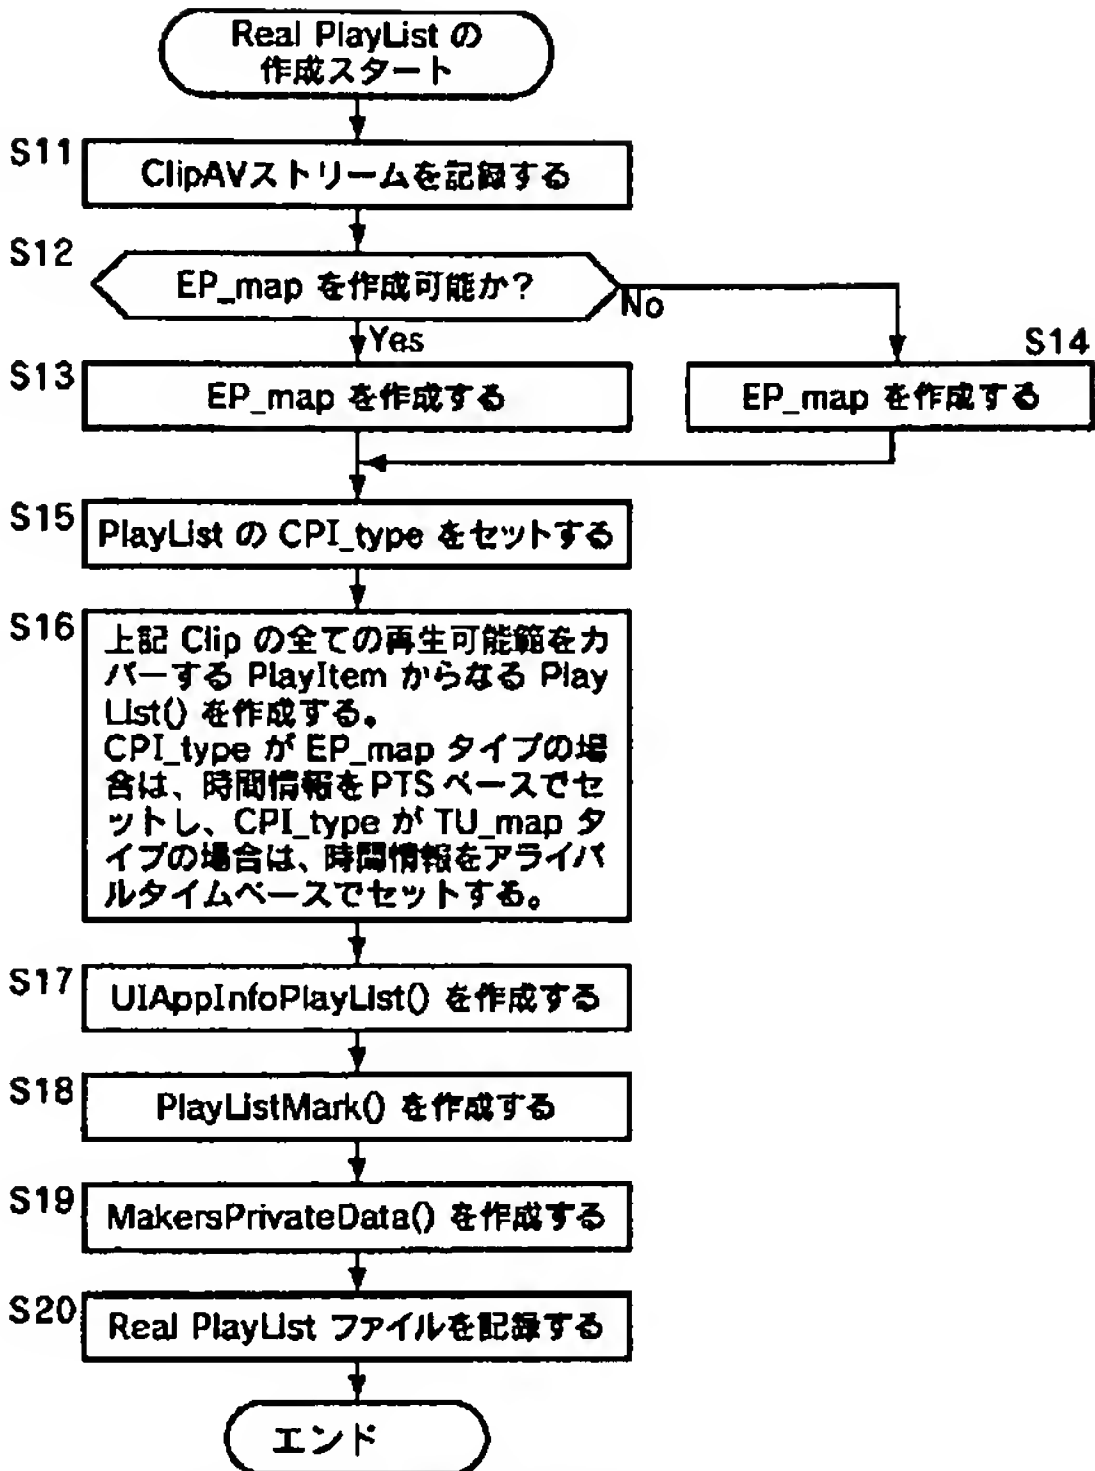 Real PlayList の
作成スタート
S11
ClipAVストリームを記録する
S12
EP_map を作成可能か?
No
Yes
S13
EP_map を作成する
S14
EP_map を作成する
S15
PlayList の CPI_type をセットする
S16
上記 Clip の全ての再生可能範をカ
バーする PlayItem からなる Play
List() を作成する。
CPI_type が EP_map タイプの場
合は、時間情報を PTS ベースでセ
ットし、CPI_type が TU_map タ
イプの場合は、時間情報をアライバ
ルタイムベースでセットする。
S17
UIAppInfoPlayList() を作成する
S18
PlayListMark() を作成する
S19
MakersPrivateData() を作成する
S20
Real PlayList ファイルを記録する
エンド